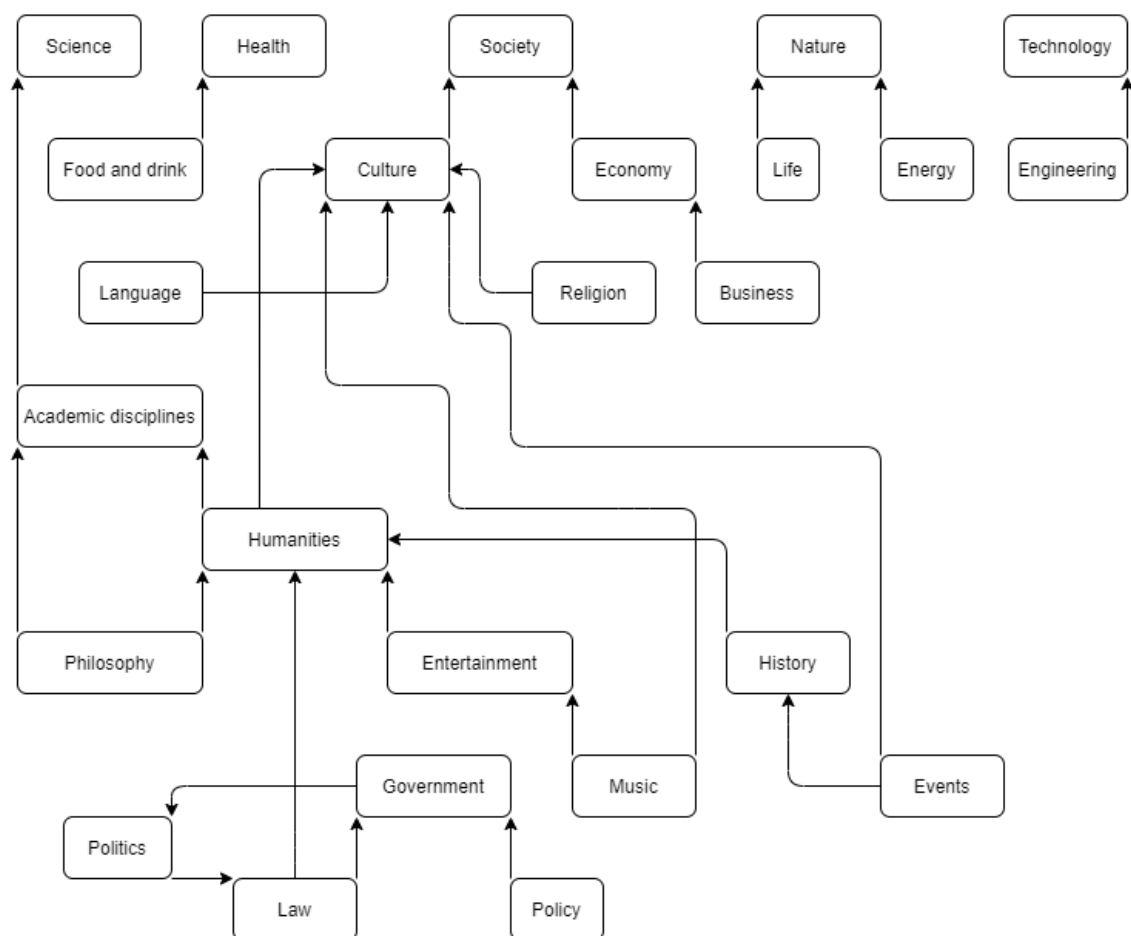 Science
Health
Society
Nature
Technology
Food and drink
Culture
Economy
Life
Energy
Engineering
Language
Religion
Business
Academic disciplines
Humanities
Philosophy
Entertainment
History
Government
Music
Events
Politics
Law
Policy